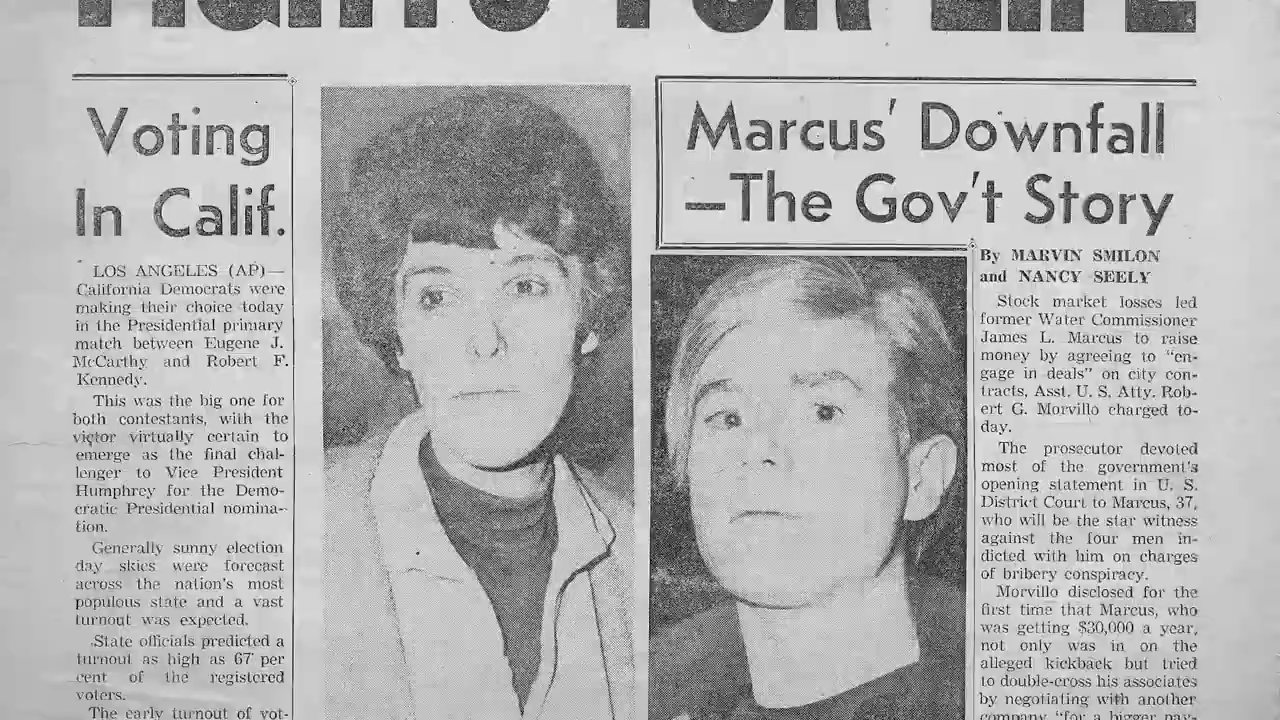 FIGHTS FOR LIFE
Voting
In Calif.
LOS ANGELES (AP)—
California Democrats were
making their choice today
in the Presidential primary
match between Eugene J.
McCarthy and Robert F.
Kennedy.
This was the big one for
both contestants, with the
victor virtually certain to
emerge as the final chal-
lenger to Vice President
Humphrey for the Demo-
cratic Presidential nomina-
tion.
Generally sunny election
day skies were forecast
across the nation's most
populous state and a vast
turnout was expected.
State officials predicted a
turnout as high as 67 per
cent of the registered
voters.
The early turnout of vot-
Marcus' Downfall
—The Gov't Story
By MARVIN SMILON
and NANCY SEELY
Stock market losses led
former Water Commissioner
James L. Marcus to raise
money by agreeing to "en-
gage in deals" on city con-
tracts, Asst. U. S. Atty. Rob-
ert G. Morvillo charged to-
day.
The prosecutor devoted
most of the government's
opening statement in U. S.
District Court to Marcus, 37,
who will be the star witness
against the four men in-
dicted with him on charges
of bribery conspiracy.
Morvillo disclosed for the
first time that Marcus, who
was getting $30,000 a year,
not only was in on the
alleged kickback but tried
to double-cross his associates
by negotiating with another
company "for a bigger pay-